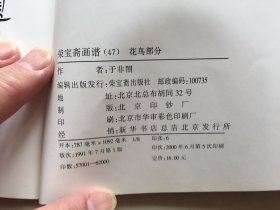 荣宝斋画谱（47） 花鸟部分
作 者：于非闇
编辑出版发行：荣宝斋出版社 邮政编码：100735
地 址：北京北总布胡同32号
制 版：北京印钞厂
印 刷：北京市华审彩色印刷厂
经 销：新华书店总店北京发行所
开本：787毫米×1092毫米 1/8 印张：6
版次：1991年7月第1版 印次：2000年6月第5次印刷
印数：57001-62000 定价：16.00元